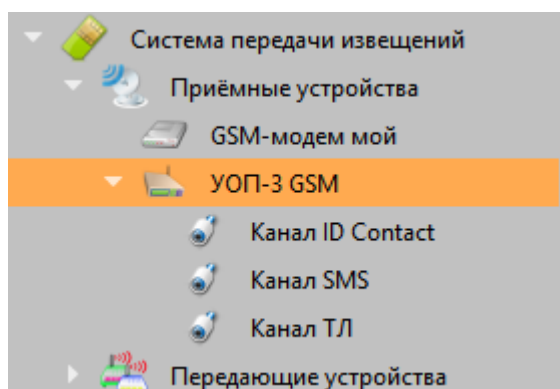 Система передачи извещений
Приёмные устройства
GSM-модем мой
УОП-3 GSM
Канал ID Contact
Канал SMS
Канал ТЛ
Передающие устройства